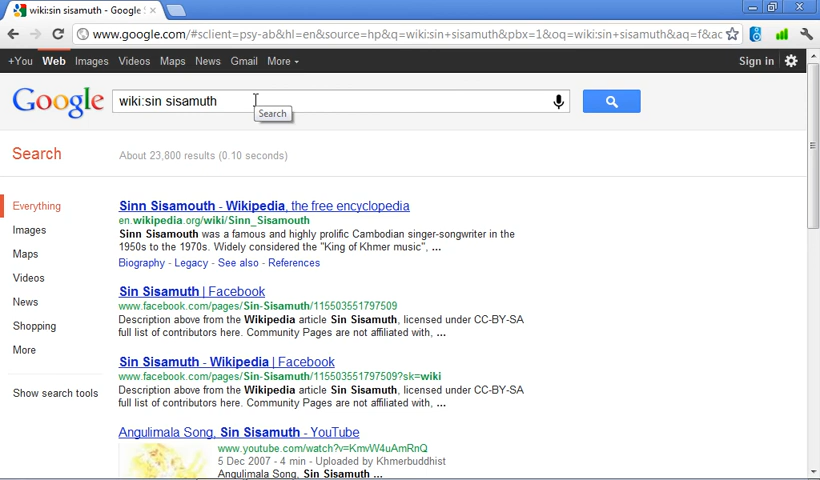 wiki:sin sisamuth - Google S
www.google.com/#sclient=psy-ab&hl=en&source=hp&q=wiki:sin+sisamuth&pbx=1&oq=wiki:sin+sisamuth&aq=f&ac
+You Web Images Videos Maps News Gmail More Sign in
Google wiki:sin sisamuth
Search
Search About 23,800 results (0.10 seconds)
Everything
Images
Maps
Videos
News
Shopping
More
Show search tools
Sinn Sisamouth - Wikipedia, the free encyclopedia
en.wikipedia.org/wiki/Sinn_Sisamouth
Sinn Sisamouth was a famous and highly prolific Cambodian singer-songwriter in the
1950s to the 1970s. Widely considered the "King of Khmer music", ...
Biography - Legacy - See also - References
Sin Sisamuth | Facebook
www.facebook.com/pages/Sin-Sisamuth/115503551797509
Description above from the Wikipedia article Sin Sisamuth, licensed under CC-BY-SA
full list of contributors here. Community Pages are not affiliated with, ...
Sin Sisamuth - Wikipedia | Facebook
www.facebook.com/pages/Sin-Sisamuth/115503551797509?sk=wiki
Description above from the Wikipedia article Sin Sisamuth, licensed under CC-BY-SA
full list of contributors here. Community Pages are not affiliated with, ...
Angulimala Song, Sin Sisamuth - YouTube
www.youtube.com/watch?v=KmvW4uAmRnQ
5 Dec 2007 - 4 min - Uploaded by Khmerbuddhist
Angulimala Song, Sin Sisamuth ...